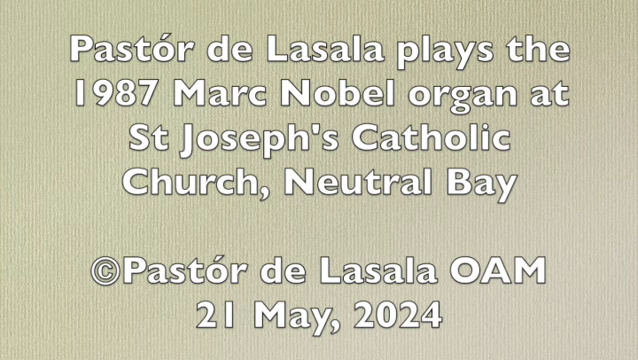 Pastór de Lasala plays the
1987 Marc Nobel organ at
St Joseph's Catholic
Church, Neutral Bay
©Pastór de Lasala OAM
21 May, 2024